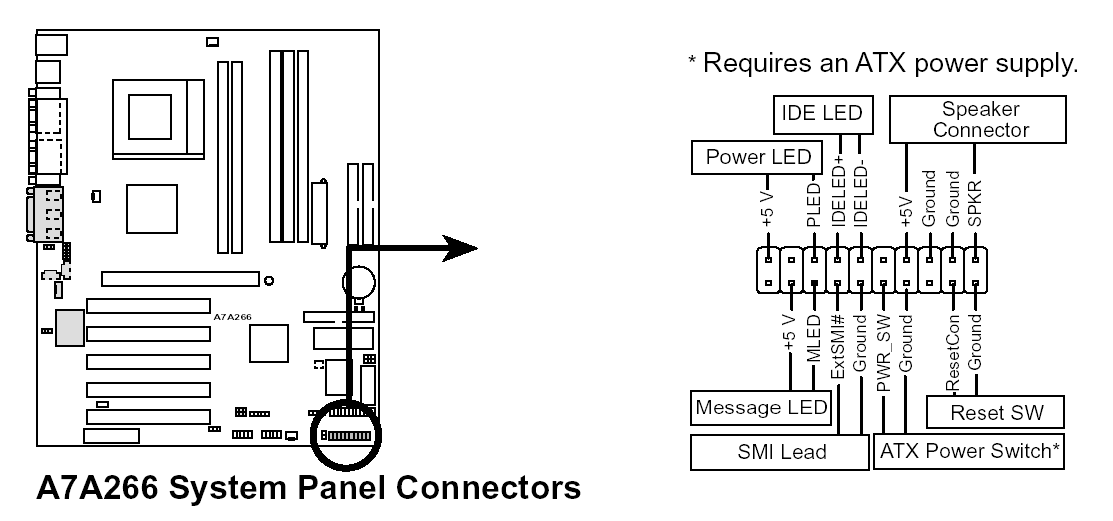 * Requires an ATX power supply.
IDE LED
Speaker
Connector
Power LED
+5 V
PLED
IDELED+
IDELED-
+5V
Ground
Ground
SPKR
A7A266
+5 V
MLED
ExtSMI#
Ground
PWR_SW
Ground
ResetCon
Ground
Message LED
Reset SW
SMI Lead
ATX Power Switch*
A7A266 System Panel Connectors